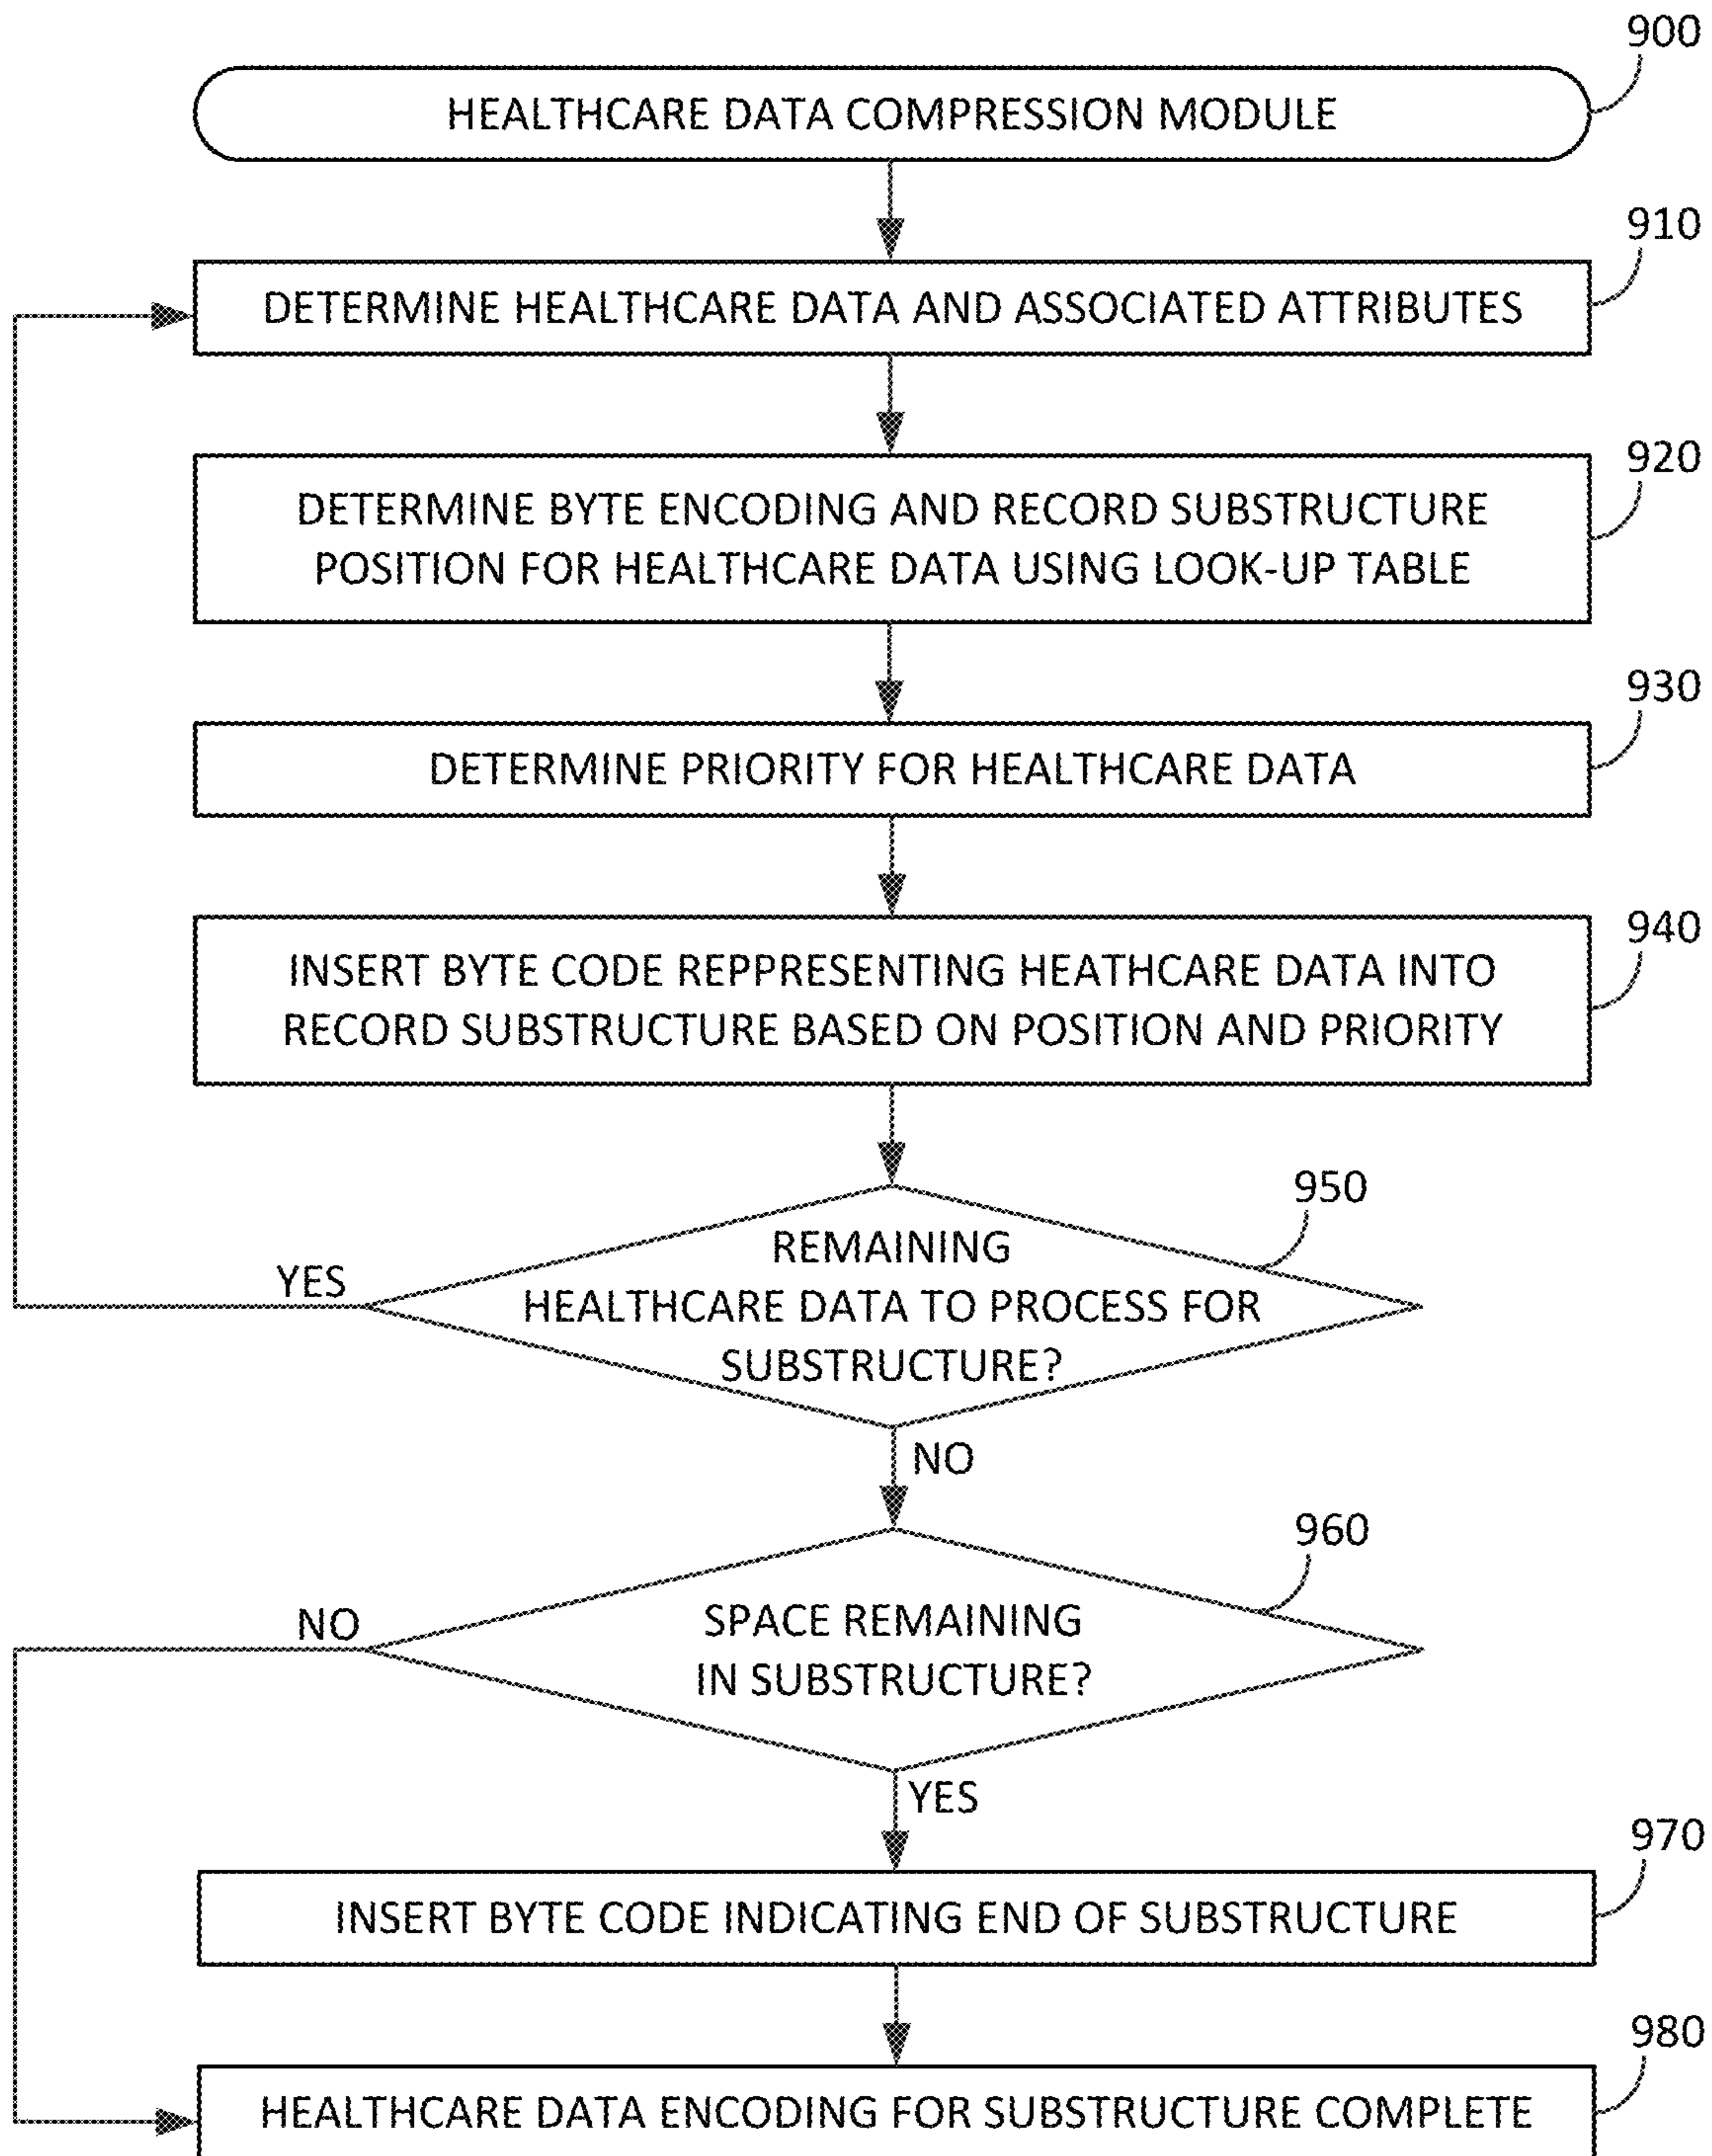 900
HEALTHCARE DATA COMPRESSION MODULE
910
DETERMINE HEALTHCARE DATA AND ASSOCIATED ATTRIBUTES
920
DETERMINE BYTE ENCODING AND RECORD SUBSTRUCTURE
POSITION FOR HEALTHCARE DATA USING LOOK-UP TABLE
930
DETERMINE PRIORITY FOR HEALTHCARE DATA
940
INSERT BYTE CODE REPPRESENTING HEATHCARE DATA INTO
RECORD SUBSTRUCTURE BASED ON POSITION AND PRIORITY
950
REMAINING
YES
HEALTHCARE DATA TO PROCESS FOR
SUBSTRUCTURE?
NO
960
NO
SPACE REMAINING
IN SUBSTRUCTURE?
YES
970
INSERT BYTE CODE INDICATING END OF SUBSTRUCTURE
980
HEALTHCARE DATA ENCODING FOR SUBSTRUCTURE COMPLETE